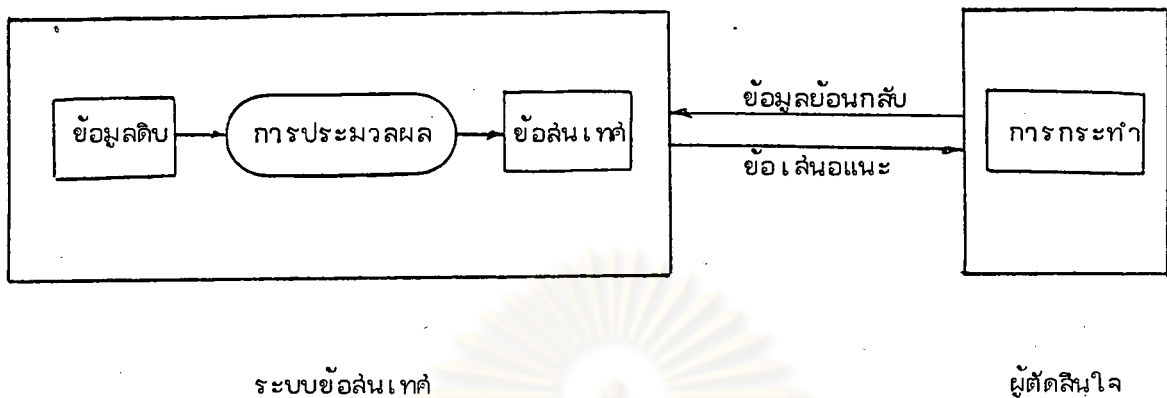 ข้อมูลดิบ
การประมวลผล
ข้อสนเทศ
ข้อมูลย้อนกลับ
ข้อเสนอแนะ
การกระทำ
ระบบข้อสนเทศ
ผู้ตัดสินใจ